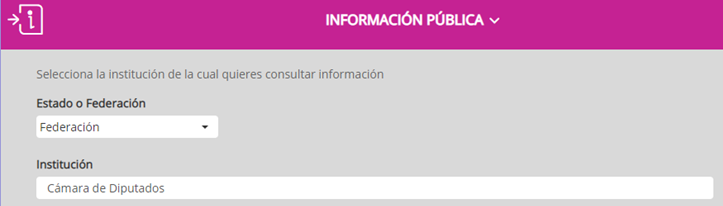 INFORMACIÓN PÚBLICA
Selecciona la institución de la cual quieres consultar información
Estado o Federación
Federación
Institución
Cámara de Diputados